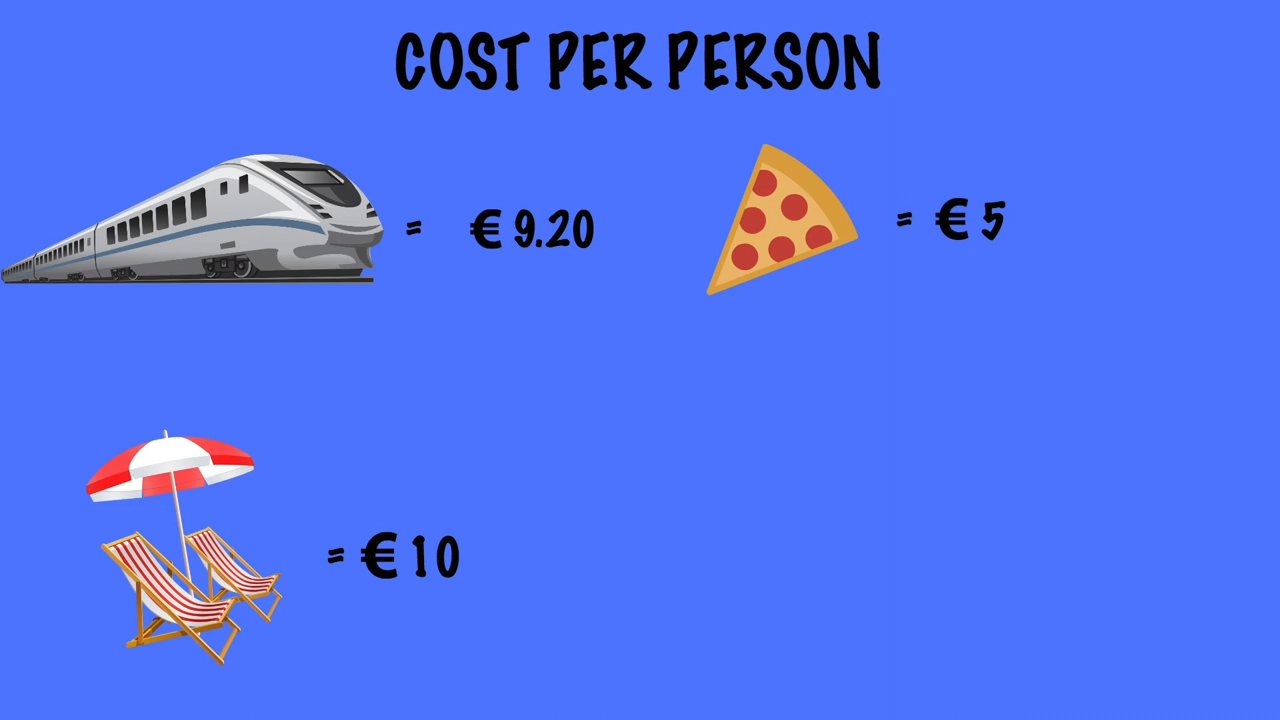 COST PER PERSON
= € 9.20
= € 5
= € 10